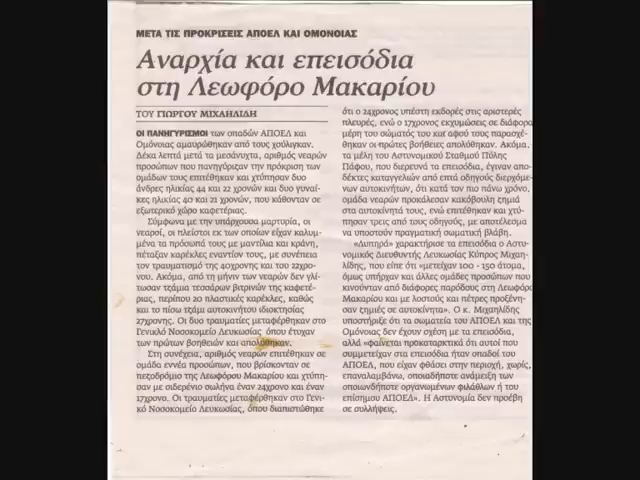 ΜΕΤΑ ΤΙΣ ΠΡΟΚΡΙΣΕΙΣ ΑΠΟΕΛ ΚΑΙ ΟΜΟΝΟΙΑΣ
Αναρχία και επεισόδια
στη Λεωφόρο Μακαρίου
ΤΟΥ ΓΙΩΡΓΟΥ ΜΙΧΑΗΛΙΔΗ
ΟΙ ΠΑΝΗΓΥΡΙΣΜΟΙ των οπαδών ΑΠΟΕΛ και
Ομόνοιας αμαυρώθηκαν από τους χούλιγκαν.
Δέκα λεπτά μετά τα μεσάνυχτα, αριθμός νεαρών
προσώπων που πανηγύριζαν την πρόκριση των
ομάδων τους επιτέθηκαν και χτύπησαν δυο
άνδρες ηλικίας 44 και 22 χρονών και δυο γυναί-
κες ηλικίας 40 και 21 χρονών, που κάθονταν σε
εξωτερικό χώρο καφετέριας.
Σύμφωνα με την υπάρχουσα μαρτυρία, οι
νεαροί, οι πλείστοι εκ των οποίων είχαν καλυμ-
μένα τα πρόσωπά τους με μαντίλια και κράνη,
πέταξαν καρέκλες εναντίον τους, με συνέπεια
τον τραυματισμό της 40χρονης και του 22χρο-
νου. Ακόμα, από τη μήνιν των νεαρών δεν γλί-
τωσαν τζάμια τεσσάρων βιτρινών της καφετέ-
ριας, περίπου 20 πλαστικές καρέκλες, καθώς
και το πίσω τζάμι αυτοκινήτου ιδιοκτησίας
27χρονης. Οι δυο τραυματίες μεταφέρθηκαν στο
Γενικό Νοσοκομείο Λευκωσίας όπου έτυχαν
των πρώτων βοηθειών και απολύθηκαν.
Στη συνέχεια, αριθμός νεαρών επιτέθηκαν σε
ομάδα εννέα προσώπων, που βρίσκονταν σε
πεζοδρόμιο της Λεωφόρου Μακαρίου και χτύπη-
σαν με σιδερένιο σωλήνα έναν 24χρονο και έναν
17χρονο. Οι τραυματίες μεταφέρθηκαν στο Γενι-
κό Νοσοκομείο Λευκωσίας, όπου διαπιστώθηκε
ότι ο 24χρονος υπέστη εκδορές στις αριστερές
πλευρές, ενώ ο 17χρονος εκχυμώσεις σε διάφορα
μέρη του σώματός του και αφού τους παρασχέ-
θηκαν οι πρώτες βοήθειες απολύθηκαν. Ακόμα,
τα μέλη του Αστυνομικού Σταθμού Πύλης
Πάφου, που διερευνά τα επεισόδια, έγιναν απο-
δέκτες καταγγελιών από επτά οδηγούς διερχόμε-
νων αυτοκινήτων, ότι κατά τον πιο πάνω χρόνο,
ομάδα νεαρών προκάλεσαν κακόβουλη ζημιά
στα αυτοκίνητά τους, ενώ επιτέθηκαν και χτύ-
πησαν τρεις από τους οδηγούς, με αποτέλεσμα
να υποστούν πραγματική σωματική βλάβη.
«Λυπηρά» χαρακτήρισε τα επεισόδια ο Αστυ-
νομικός Διευθυντής Λευκωσίας Κύπρος Μιχαη-
λίδης, που είπε ότι «μετείχαν 100 - 150 άτομα,
όμως υπήρχαν και άλλες ομάδες προσώπων που
κινούνταν από διάφορες παρόδους στη Λεωφόρο
Μακαρίου και με λοστούς και πέτρες προξένη-
σαν ζημιές σε αυτοκίνητα». Ο κ. Μιχαηλίδης
υποστήριξε ότι τα σωματεία του ΑΠΟΕΛ και της
Ομόνοιας δεν έχουν σχέση με τα επεισόδια,
αλλά «φαίνεται προκαταρκτικά ότι αυτοί που
συμμετείχαν στα επεισόδια ήταν οπαδοί του
ΑΠΟΕΛ, που είχαν φθάσει στην περιοχή, χωρίς,
επαναλαμβάνω, οποιαδήποτε ανάμειξη των
οποιωνδήποτε οργανωμένων φιλάθλων ή του
επίσημου ΑΠΟΕΛ». Η Αστυνομία δεν προέβη
σε συλλήψεις.